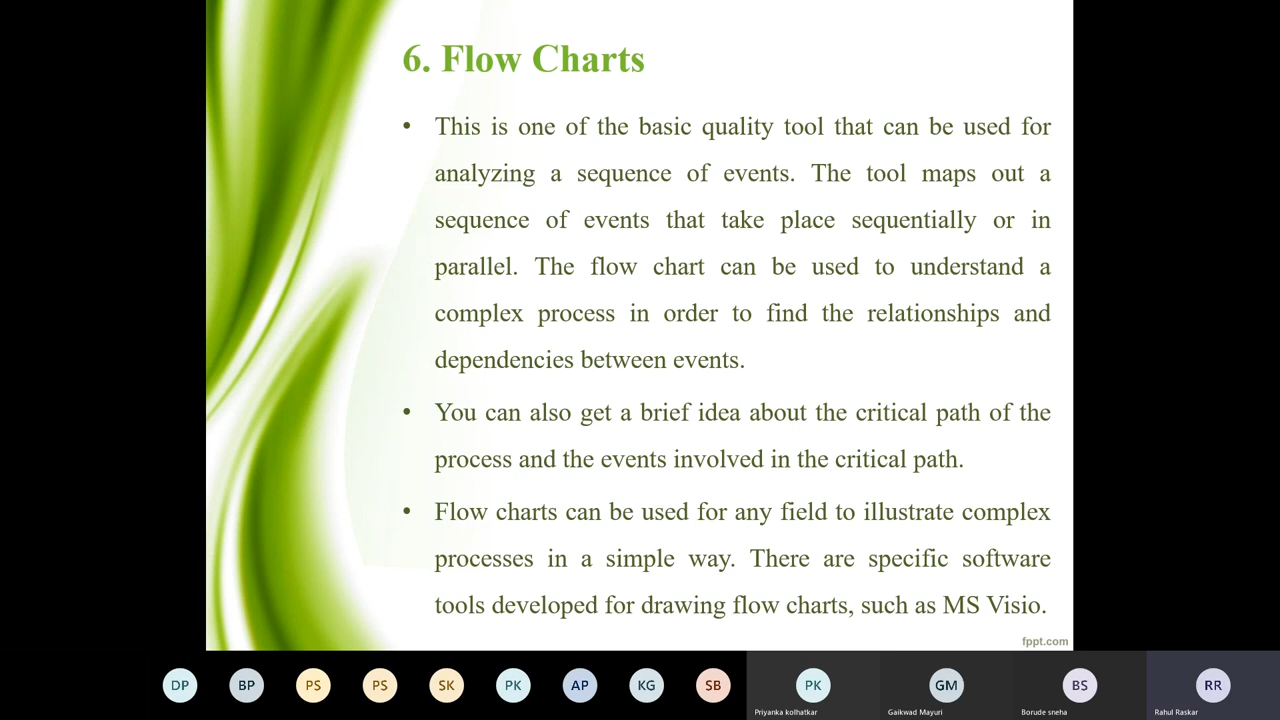 6. Flow Charts
• This is one of the basic quality tool that can be used for
analyzing a sequence of events. The tool maps out a
sequence of events that take place sequentially or in
parallel. The flow chart can be used to understand a
complex process in order to find the relationships and
dependencies between events.
• You can also get a brief idea about the critical path of the
process and the events involved in the critical path.
• Flow charts can be used for any field to illustrate complex
processes in a simple way. There are specific software
tools developed for drawing flow charts, such as MS Visio.
fppt.com
DP BP PS PS SK PK AP KG SB PK GM BS RR
Priyanka kolhatkar Gaikwad Mayuri Borude sneha Rahul Raskar